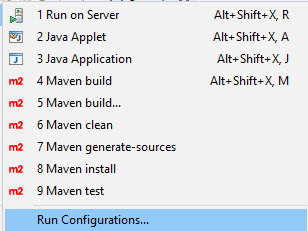 1 Run on Server Alt+Shift+X, R
2 Java Applet Alt+Shift+X, A
3 Java Application Alt+Shift+X, J
m2 4 Maven build Alt+Shift+X, M
m2 5 Maven build...
m2 6 Maven clean
m2 7 Maven generate-sources
m2 8 Maven install
m2 9 Maven test
Run Configurations...